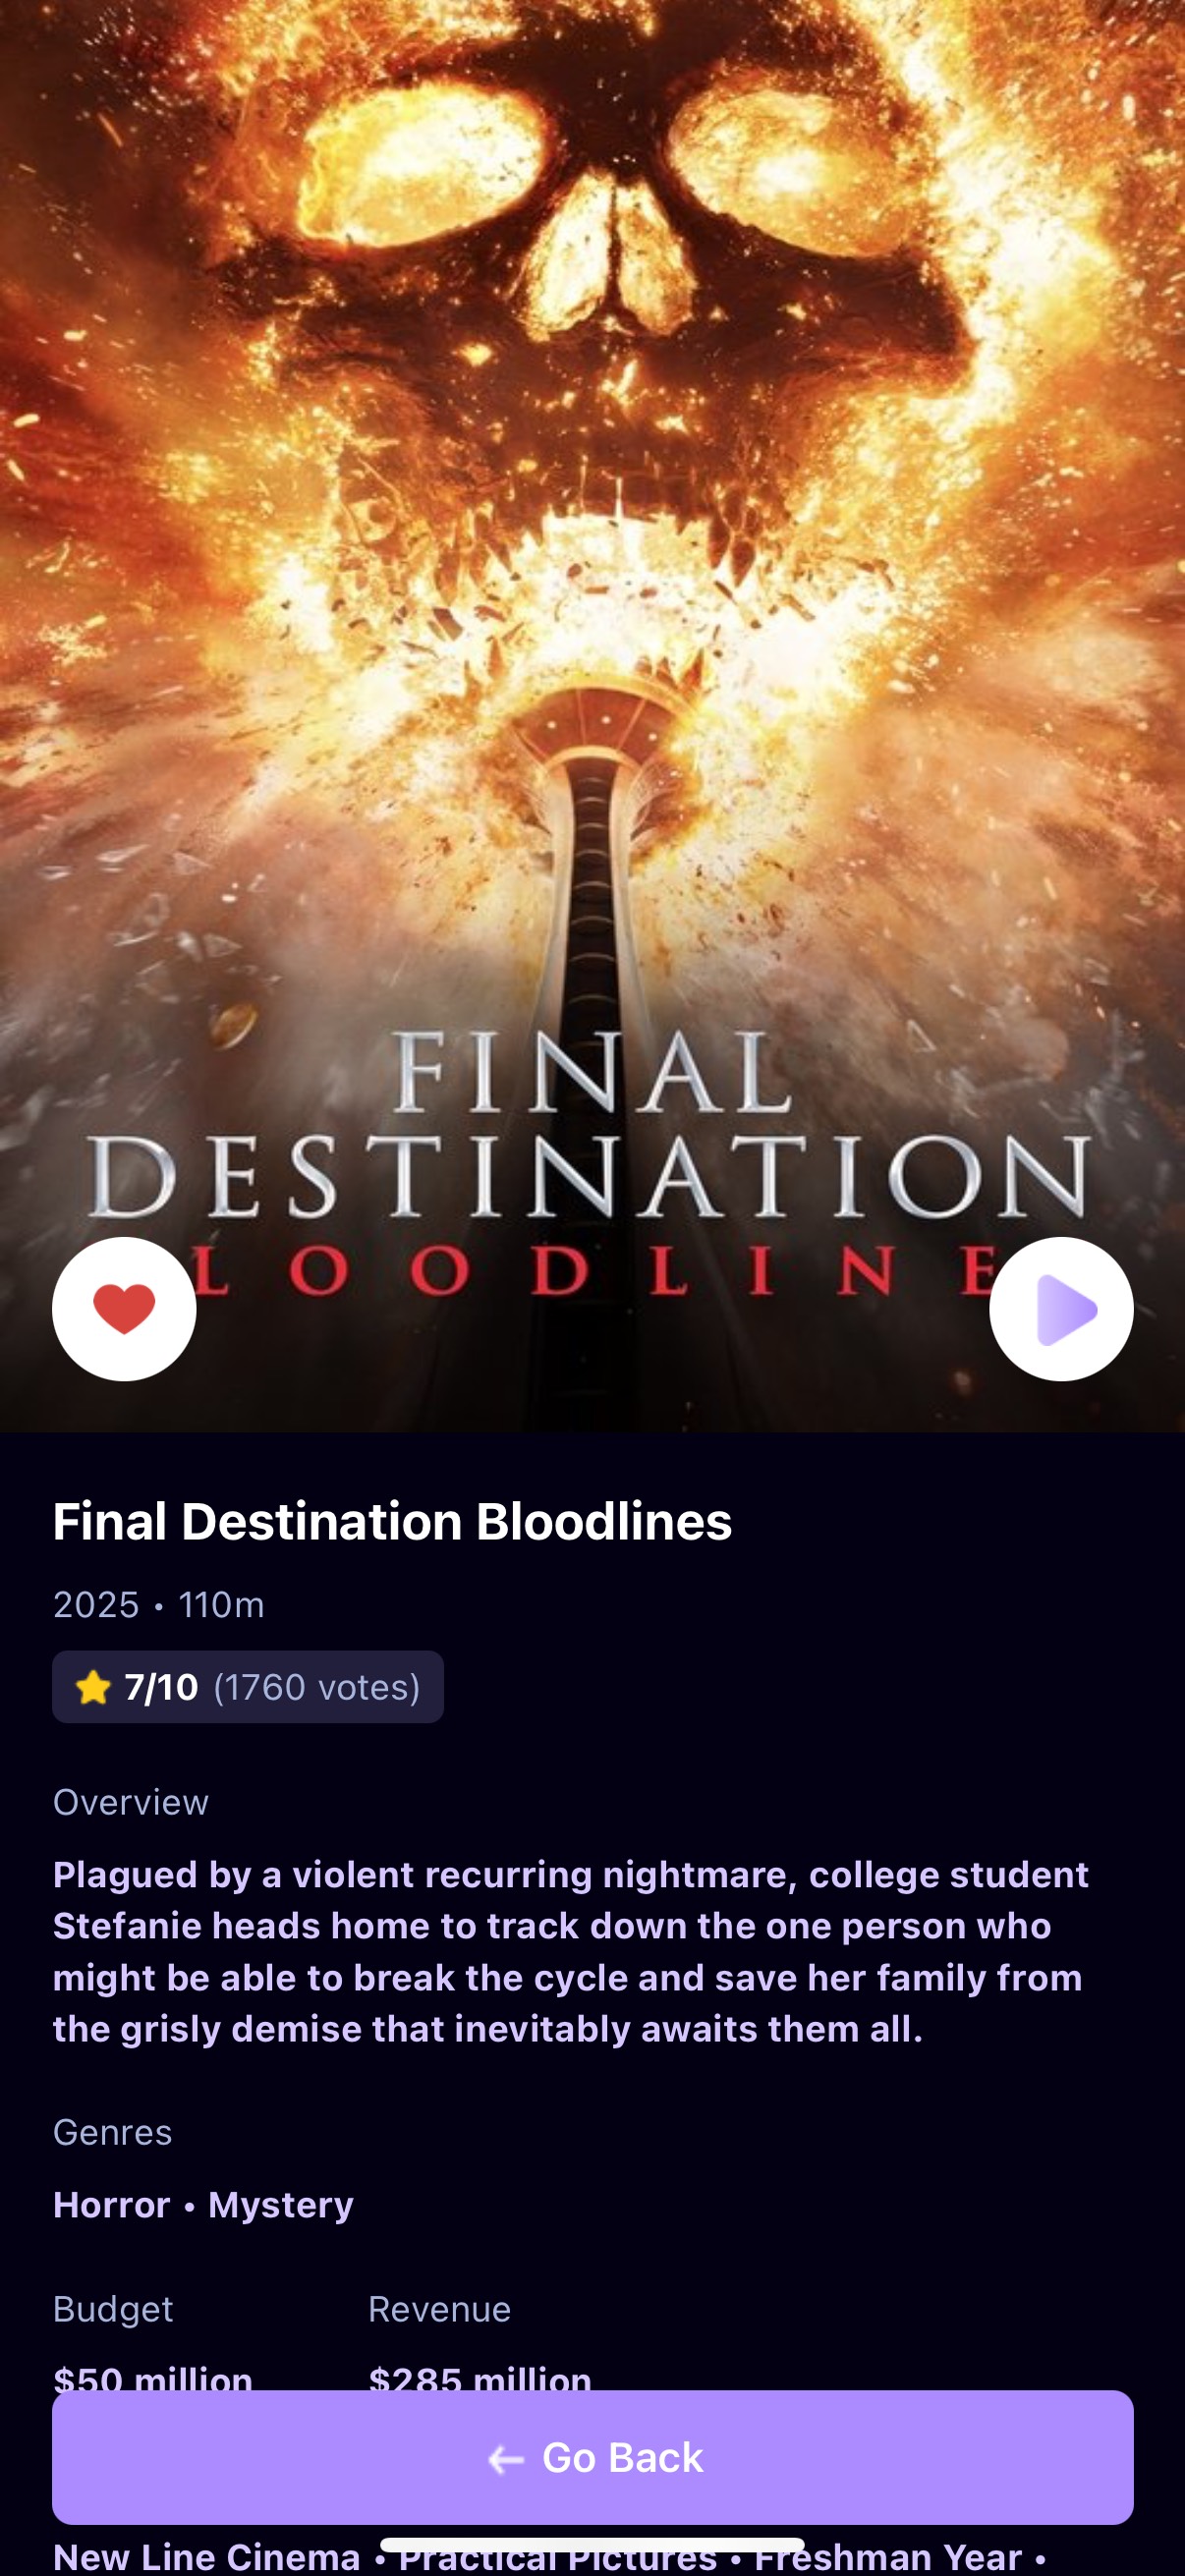 FINAL
DESTINATION
LOODLINE
Final Destination Bloodlines
2025 • 110m
7/10 (1760 votes)
Overview
Plagued by a violent recurring nightmare, college student
Stefanie heads home to track down the one person who
might be able to break the cycle and save her family from
the grisly demise that inevitably awaits them all.
Genres
Horror • Mystery
Budget Revenue
$50 million $285 million
← Go Back
New Line Cinema • Practical Pictures • Freshman Year •